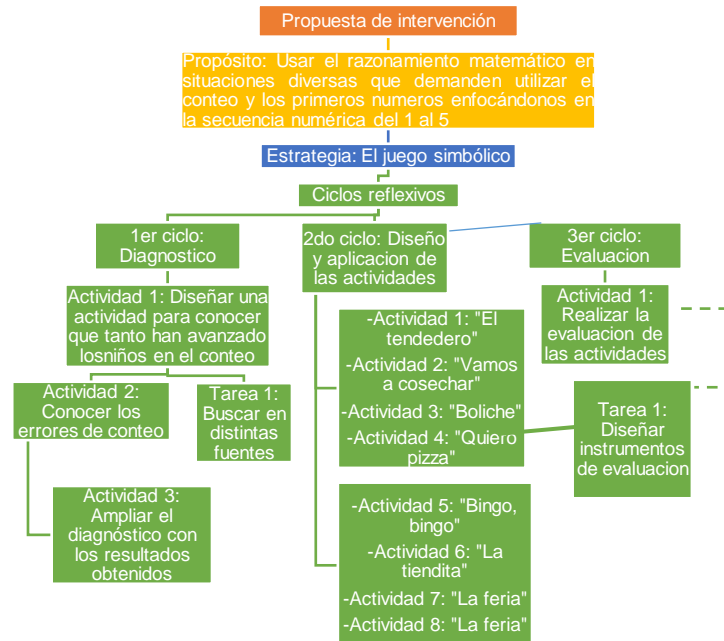 Propuesta de intervención
Propósito: Usar el razonamiento matemático en
situaciones diversas que demanden utilizar el
conteo y los primeros numeros enfocándonos en
la secuencia numérica del 1 al 5
Estrategia: El juego simbólico
Ciclos reflexivos
1er ciclo:
Diagnostico
Actividad 1: Diseñar una
actividad para conocer
que tanto han avanzado
losniños en el conteo
Actividad 2:
Conocer los
errores de conteo
Tarea 1:
Buscar en
distintas
fuentes
Actividad 3:
Ampliar el
diagnóstico con
los resultados
obtenidos
2do ciclo: Diseño
y aplicacion de
las actividades
-Actividad 1: "El
tendedero"
-Actividad 2: "Vamos
a cosechar"
-Actividad 3: "Boliche"
-Actividad 4: "Quiero
pizza"
-Actividad 5: "Bingo,
bingo"
-Actividad 6: "La
tiendita"
-Actividad 7: "La feria"
-Actividad 8: "La feria"
3er ciclo:
Evaluacion
Actividad 1:
Realizar la
evaluacion de
las actividades
Tarea 1:
Diseñar
instrumentos
de evaluacion